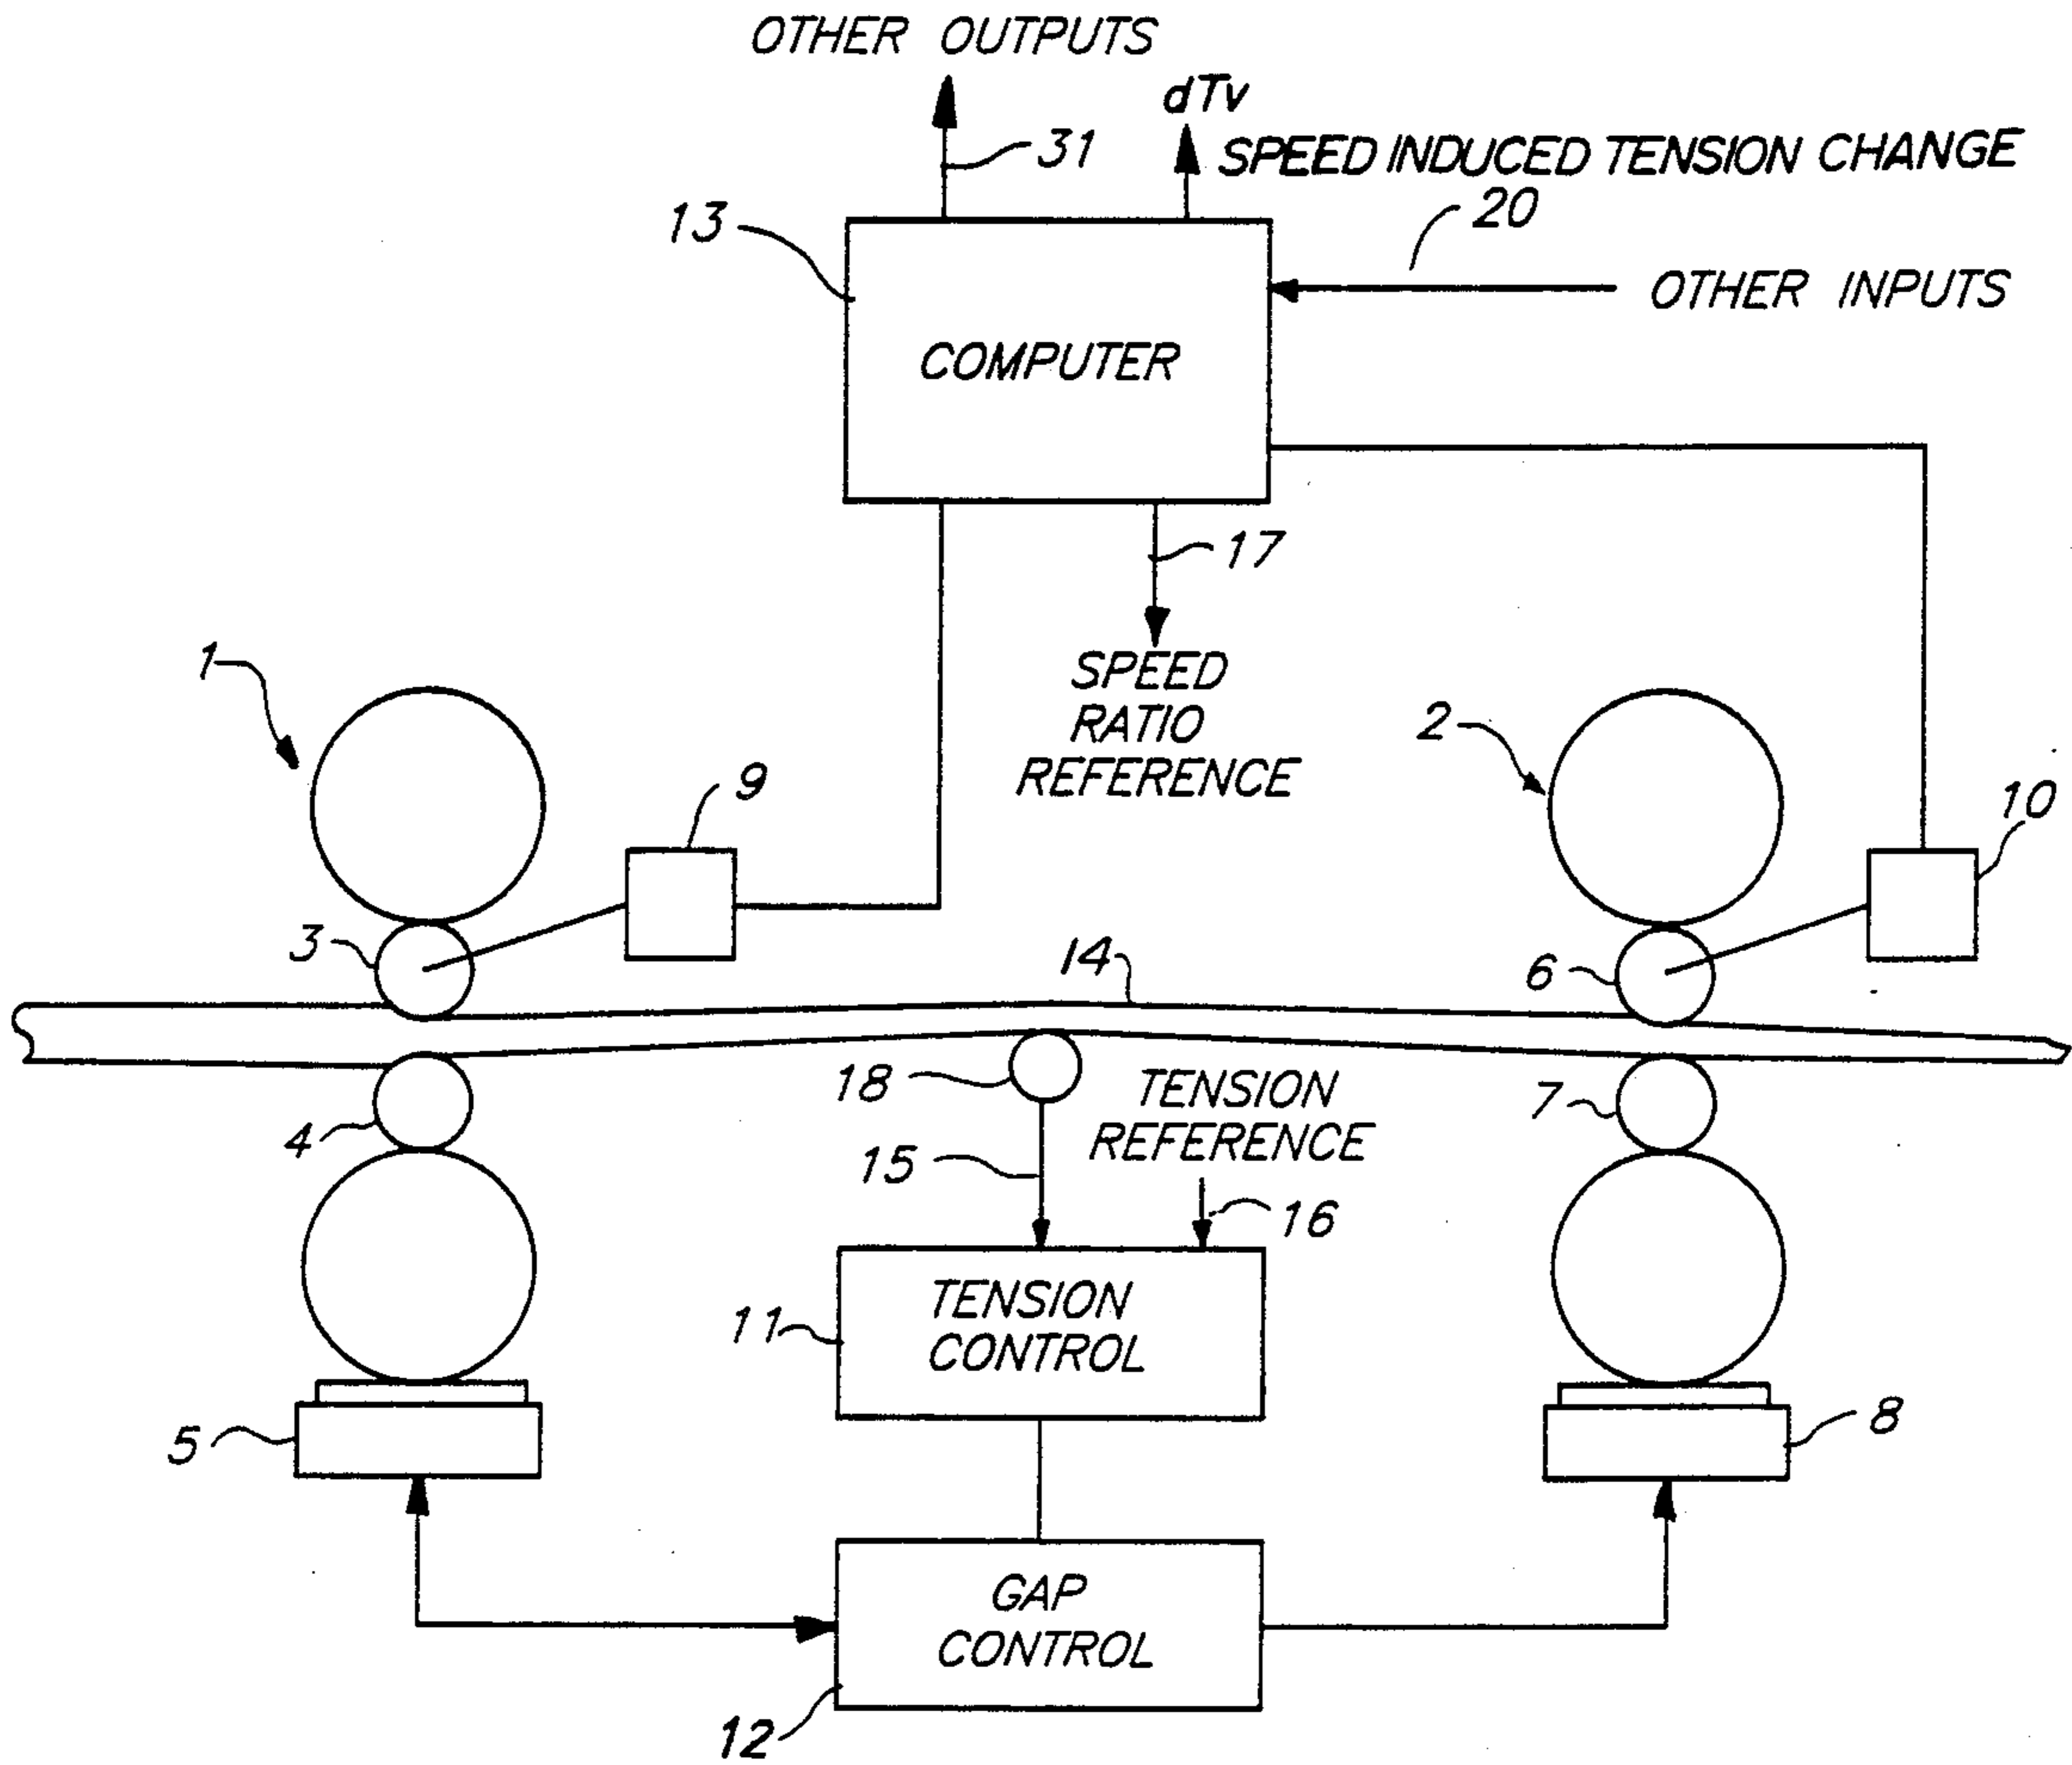 OTHER OUTPUTS
dTv
31
SPEED INDUCED TENSION CHANGE
13
20
OTHER INPUTS
COMPUTER
17
1
SPEED
RATIO
REFERENCE
2
9
10
3
14
6
18
TENSION
REFERENCE
7
4
15
16
11
TENSION
CONTROL
5
8
GAP
CONTROL
12